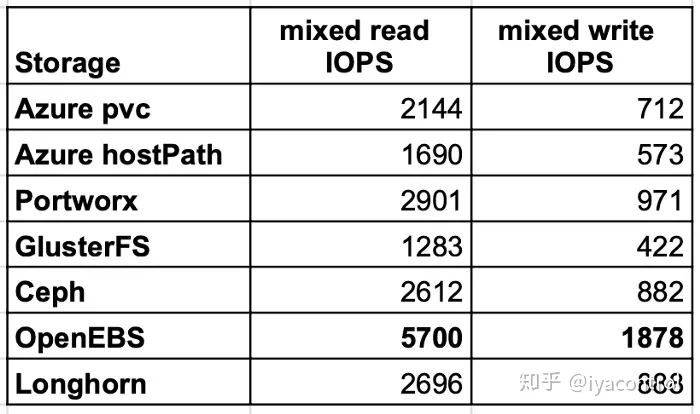 Storage mixed read IOPS mixed write IOPS
Azure pvc 2144 712
Azure hostPath 1690 573
Portworx 2901 971
GlusterFS 1283 422
Ceph 2612 882
OpenEBS 5700 1878
Longhorn 2696
知乎 @iyacontrol